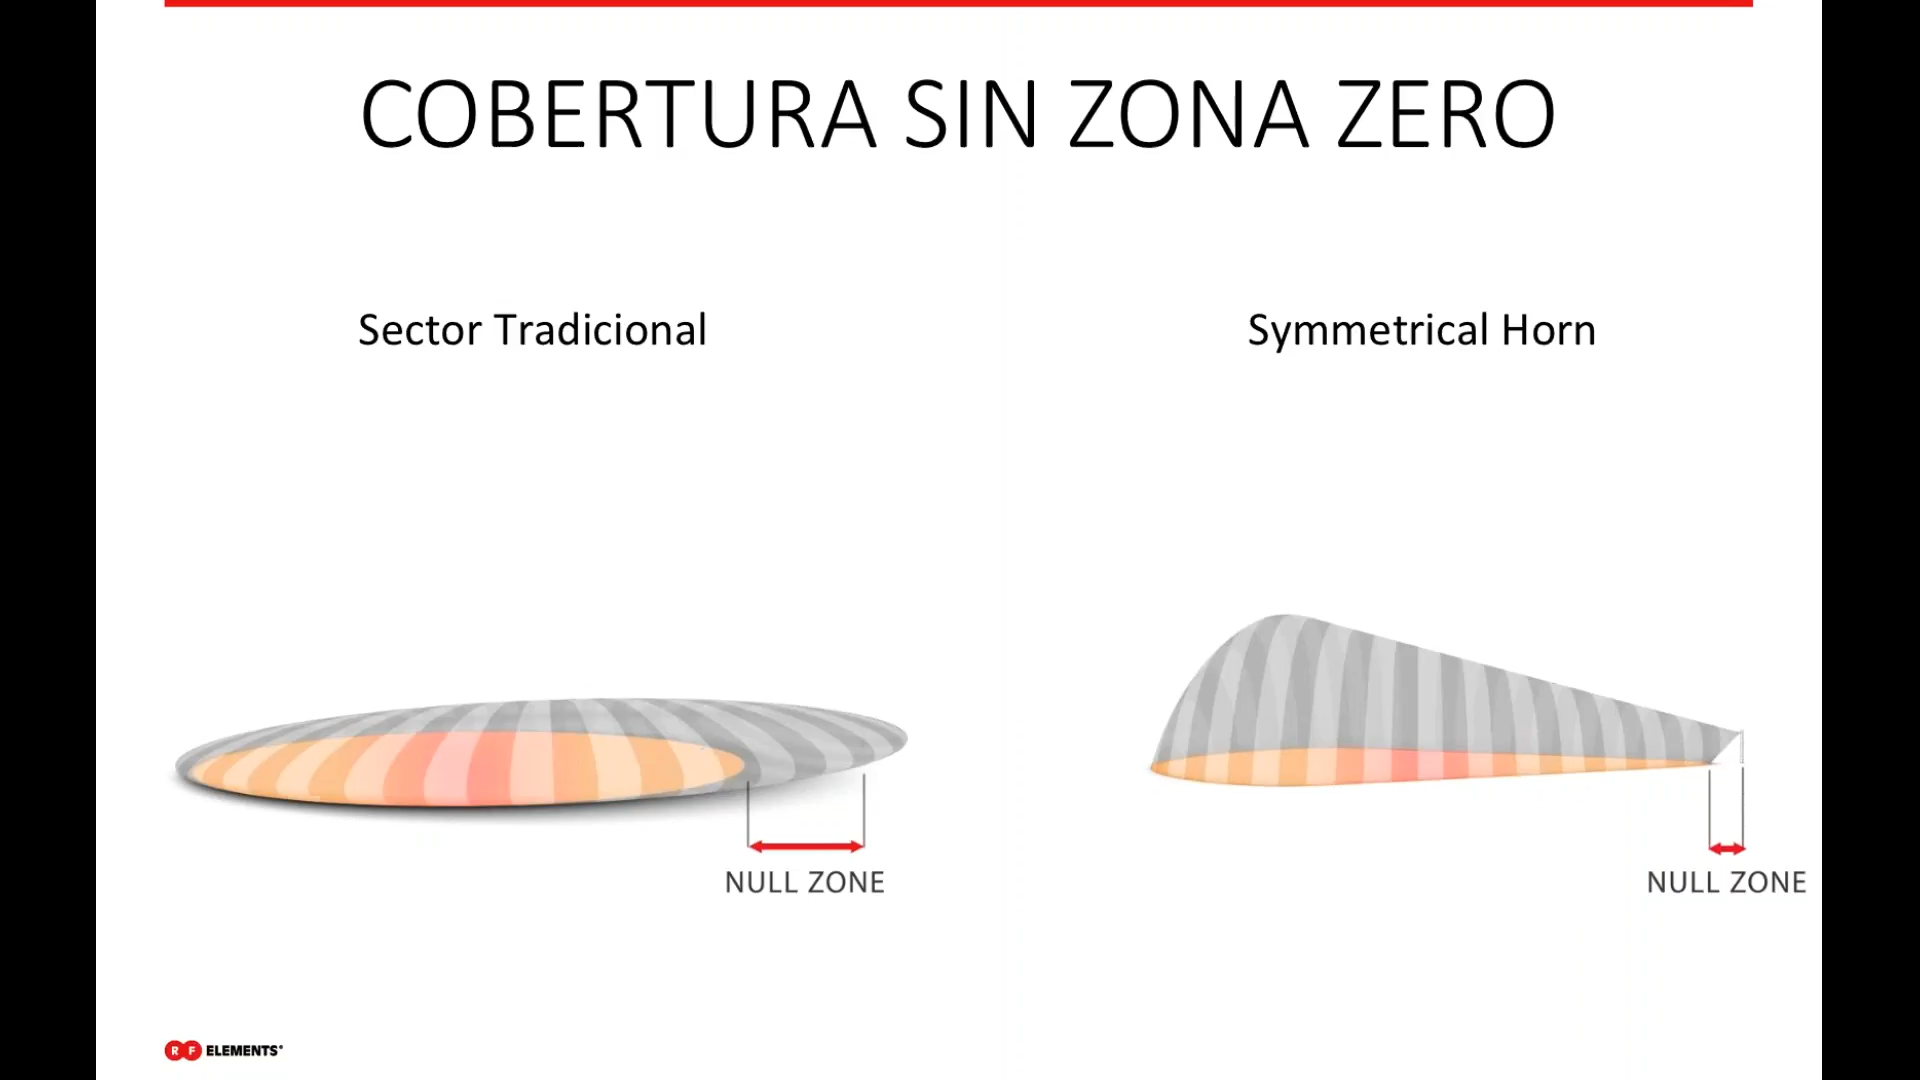 COBERTURA SIN ZONA ZERO
Sector Tradicional
Symmetrical Horn
NULL ZONE
NULL ZONE
RF ELEMENTS®